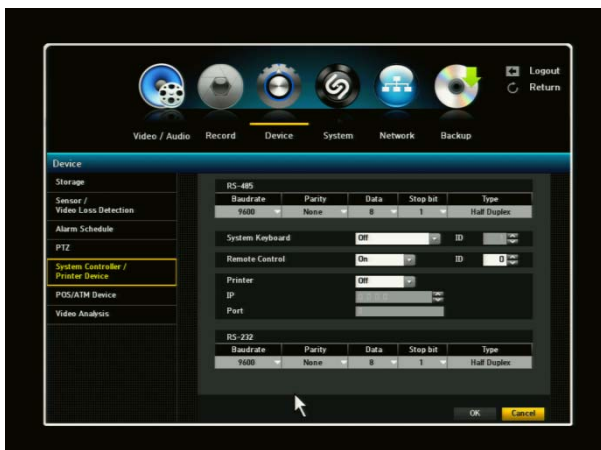 Logout
Return
Video / Audio Record Device System Network Backup
Device
Storage
Sensor /
Video Loss Detection
Alarm Schedule
PTZ
System Controller /
Printer Device
POS/ATM Device
Video Analysis
RS-485
Baudrate Parity Data Stop bit Type
9600 None 8 1 Half Duplex
System Keyboard Off ID
Remote Control On ID 0
Printer Off
IP
Port
RS-232
Baudrate Parity Data Stop bit Type
9600 None 8 1 Half Duplex
OK Cancel